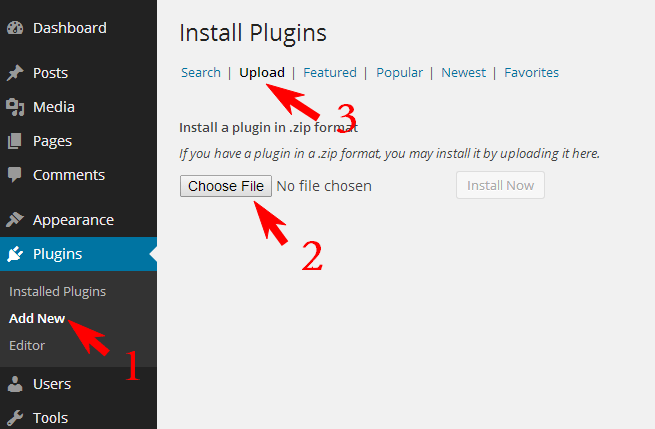 Dashboard
Posts
Media
Pages
Comments
Appearance
Plugins
Installed Plugins
Add New
1
Editor
Users
Tools
Install Plugins
Search | Upload | Featured | Popular | Newest | Favorites
3
Install a plugin in .zip format
If you have a plugin in a .zip format, you may install it by uploading it here.
Choose File No file chosen Install Now
2